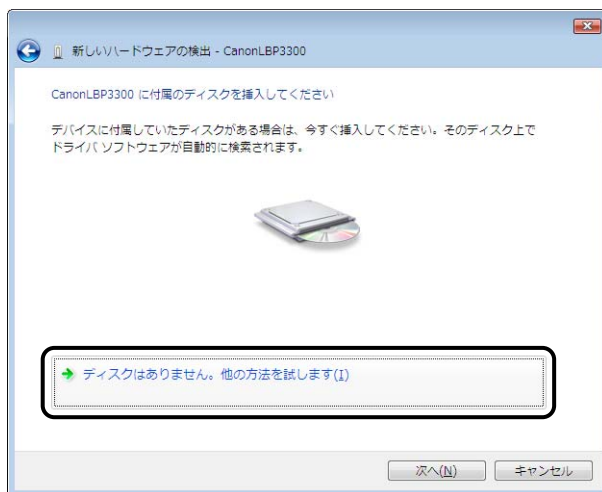 新しいハードウェアの検出 - CanonLBP3300
CanonLBP3300 に付属のディスクを挿入してください
デバイスに付属していたディスクがある場合は、今すぐ挿入してください。そのディスク上で
ドライバ ソフトウェアが自動的に検索されます。
ディスクはありません。他の方法を試します(I)
次へ(N) キャンセル